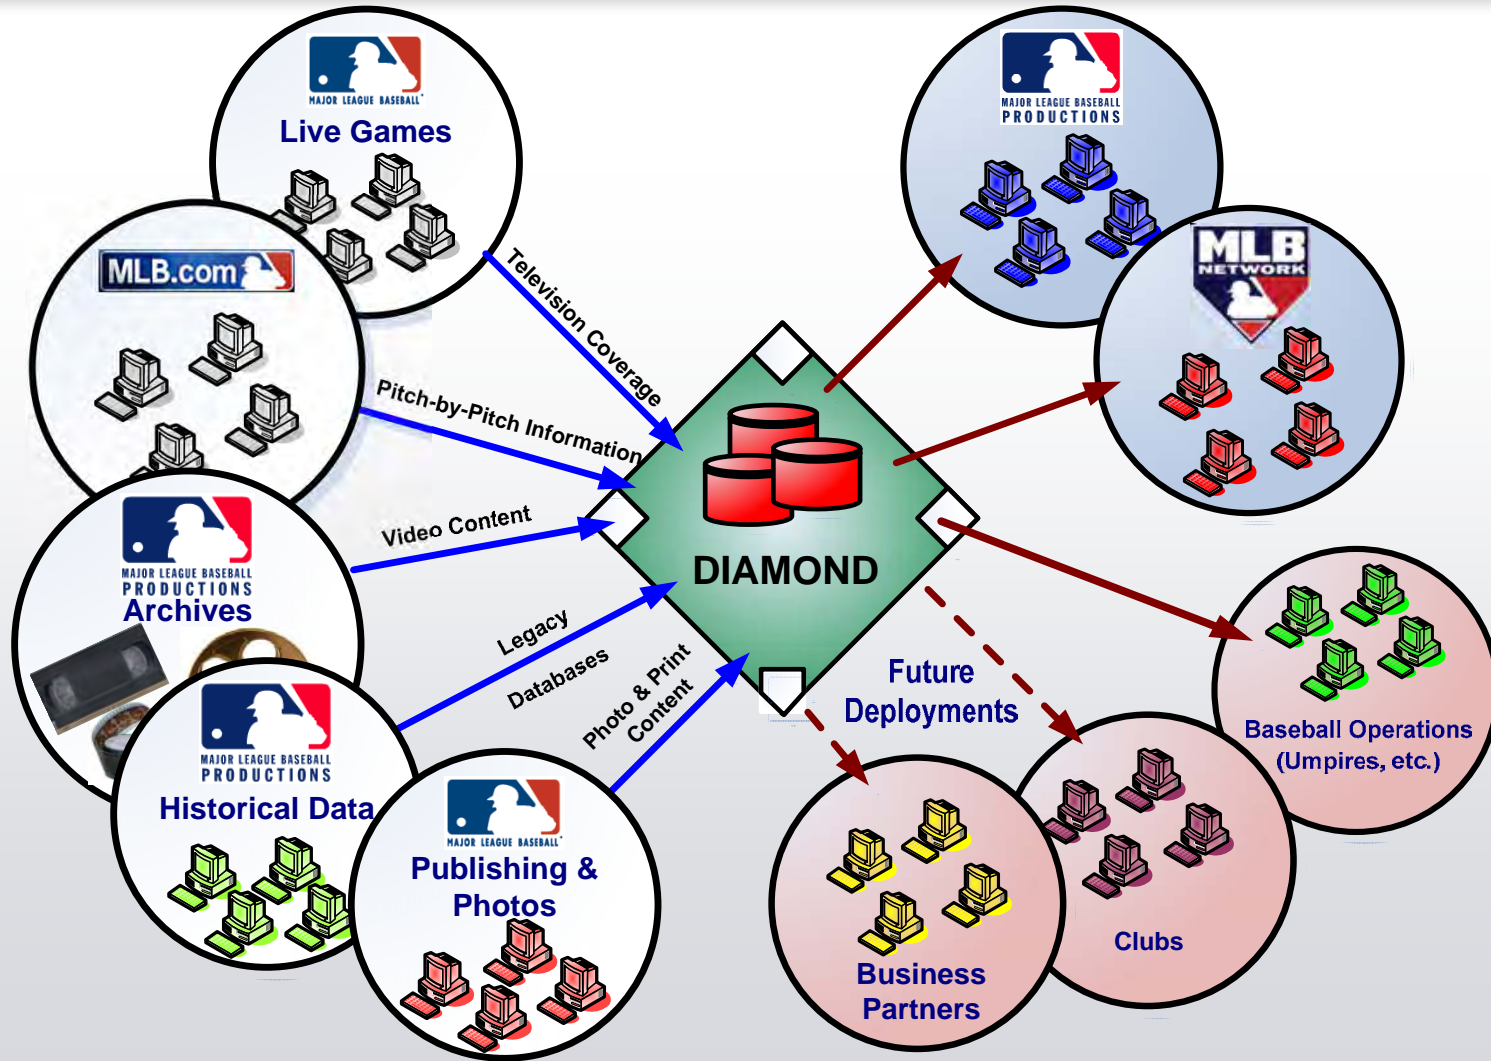 MAJOR LEAGUE BASEBALL
Live Games
MLB.com
MAJOR LEAGUE BASEBALL
PRODUCTIONS
Archives
MAJOR LEAGUE BASEBALL
PRODUCTIONS
Historical Data
MAJOR LEAGUE BASEBALL
Publishing &
Photos
Television Coverage
Pitch-by-Pitch Information
Video Content
Legacy
Databases
Photo & Print
Content
DIAMOND
MAJOR LEAGUE BASEBALL
PRODUCTIONS
MLB
NETWORK
Baseball Operations
(Umpires, etc.)
Future
Deployments
Clubs
Business
Partners